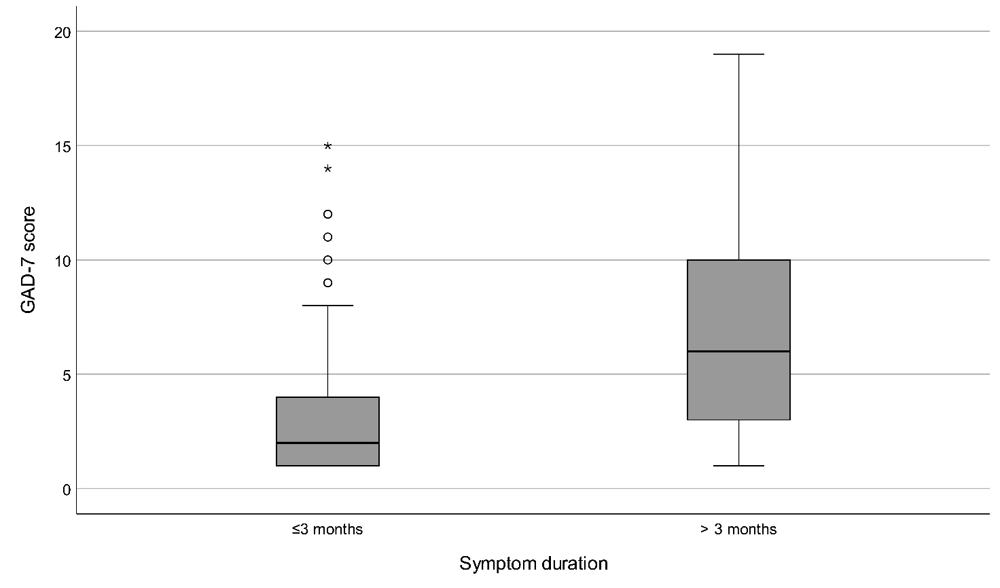 20
15
10
5
0
GAD-7 score
≤3 months
> 3 months
Symptom duration